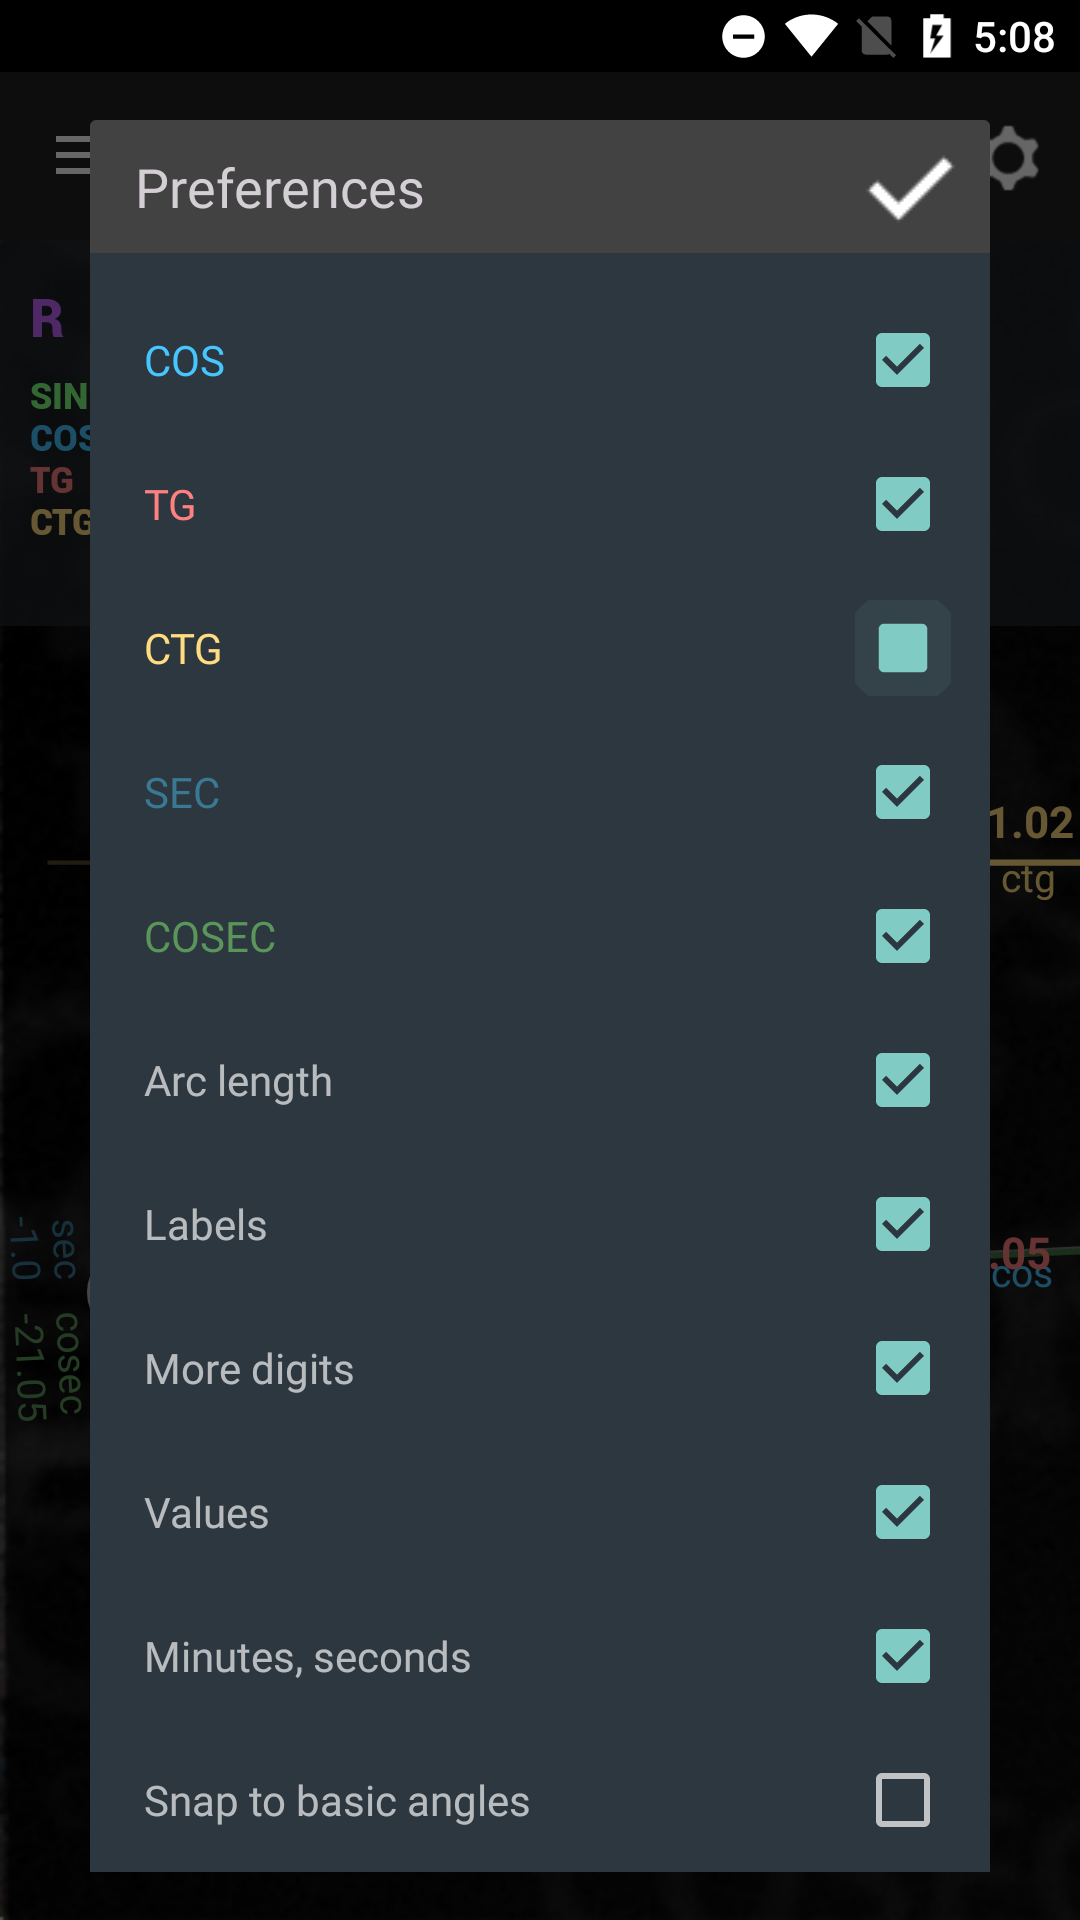 5:08
Preferences
R
SIN
COS
TG
CTG
COS
TG
CTG
SEC
COSEC
Arc length
Labels
More digits
Values
Minutes, seconds
Snap to basic angles
1.02
ctg
.05
cos
sec
-1.0
cosec
-21.05